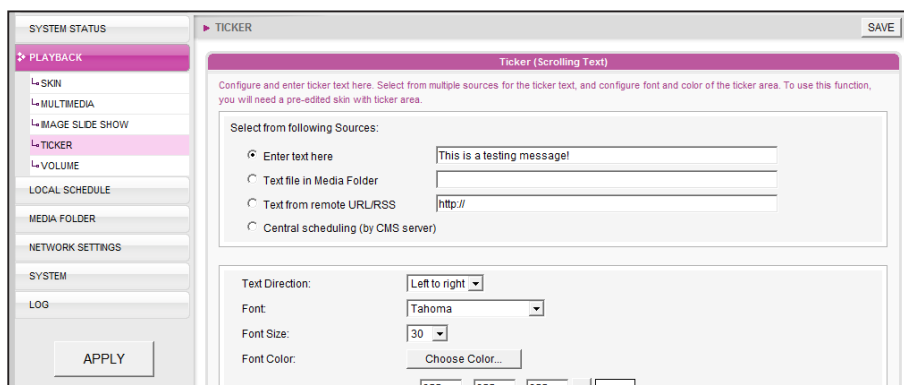 SYSTEM STATUS
PLAYBACK
SKIN
MULTIMEDIA
IMAGE SLIDE SHOW
TICKER
VOLUME
LOCAL SCHEDULE
MEDIA FOLDER
NETWORK SETTINGS
SYSTEM
LOG
APPLY
TICKER SAVE
Ticker (Scrolling Text)
Configure and enter ticker text here. Select from multiple sources for the ticker text, and configure font and color of the ticker area. To use this function,
you will need a pre-edited skin with ticker area.
Select from following Sources:
Enter text here This is a testing message!
Text file in Media Folder
Text from remote URL/RSS http://
Central scheduling (by CMS server)
Text Direction: Left to right
Font: Tahoma
Font Size: 30
Font Color: Choose Color...